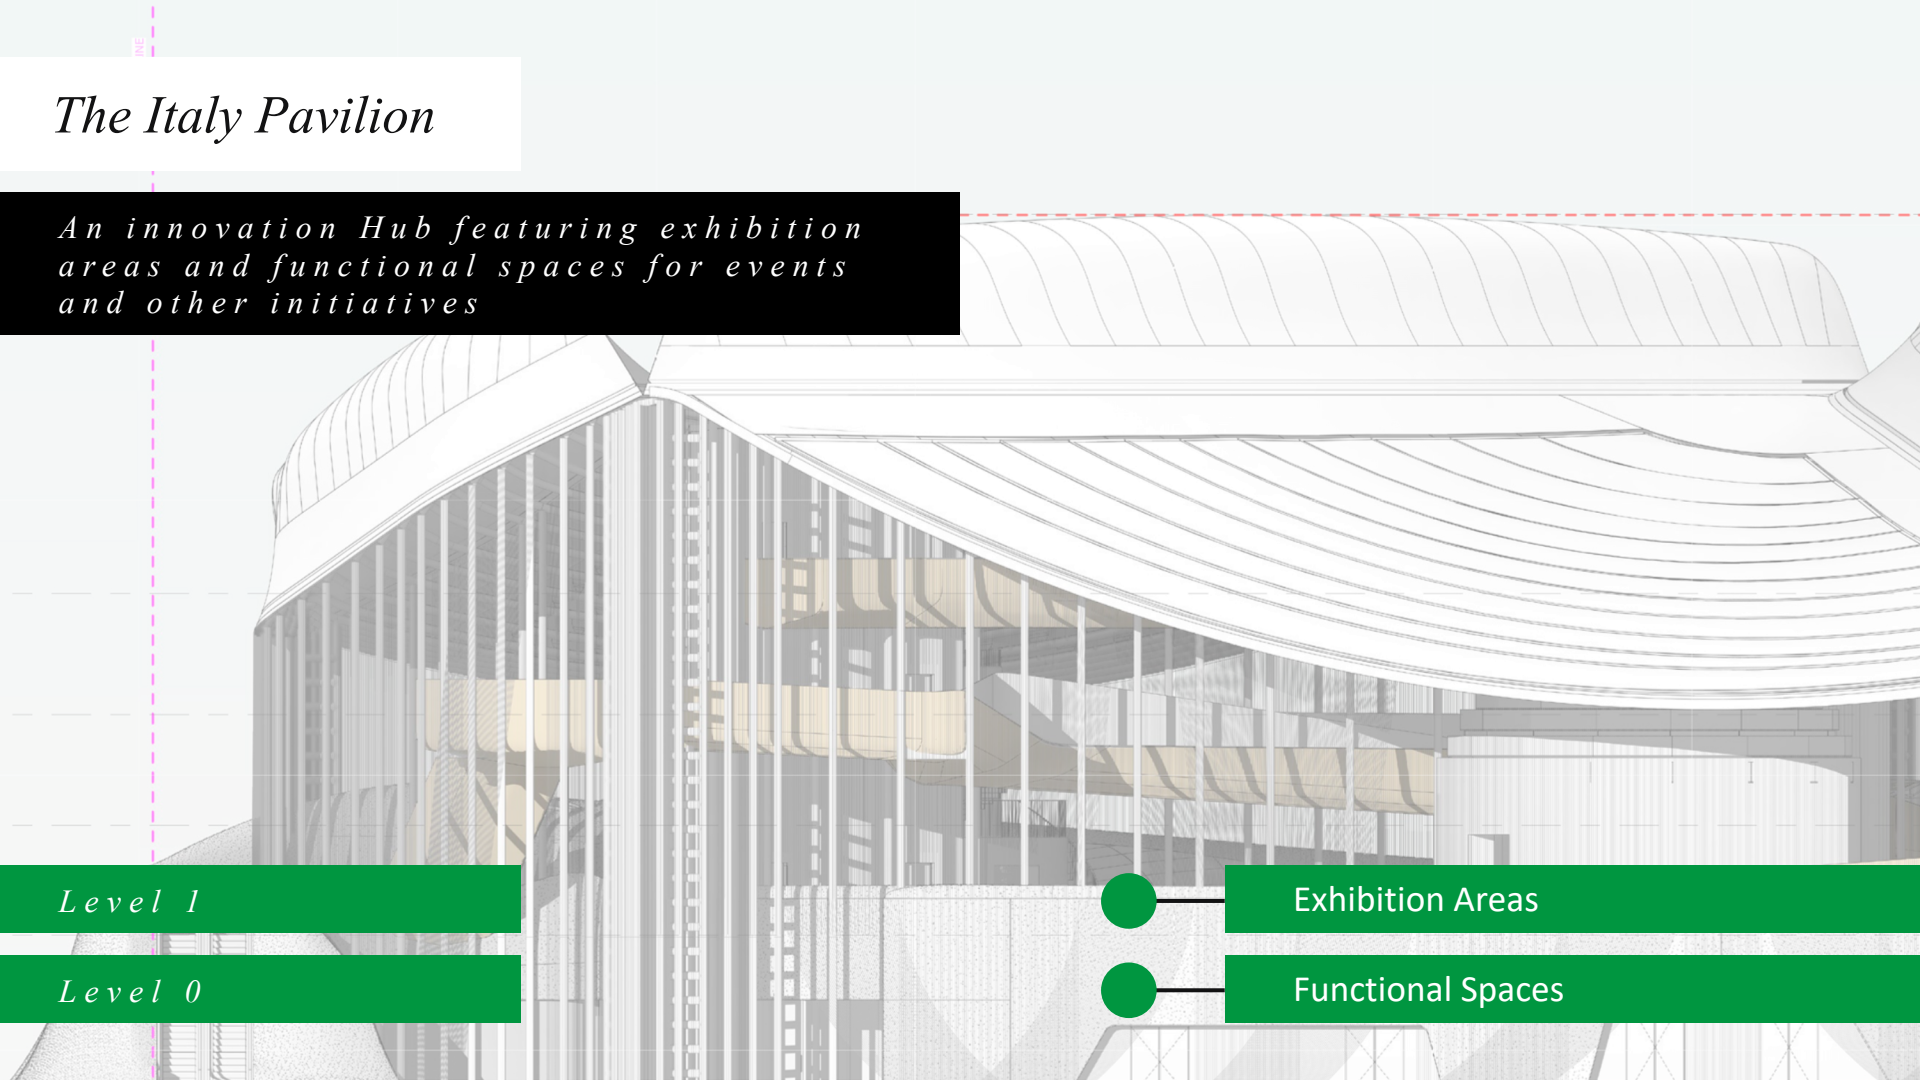 The Italy Pavilion
An innovation Hub featuring exhibition
areas and functional spaces for events
and other initiatives
Level 1
Exhibition Areas
Level 0
Functional Spaces